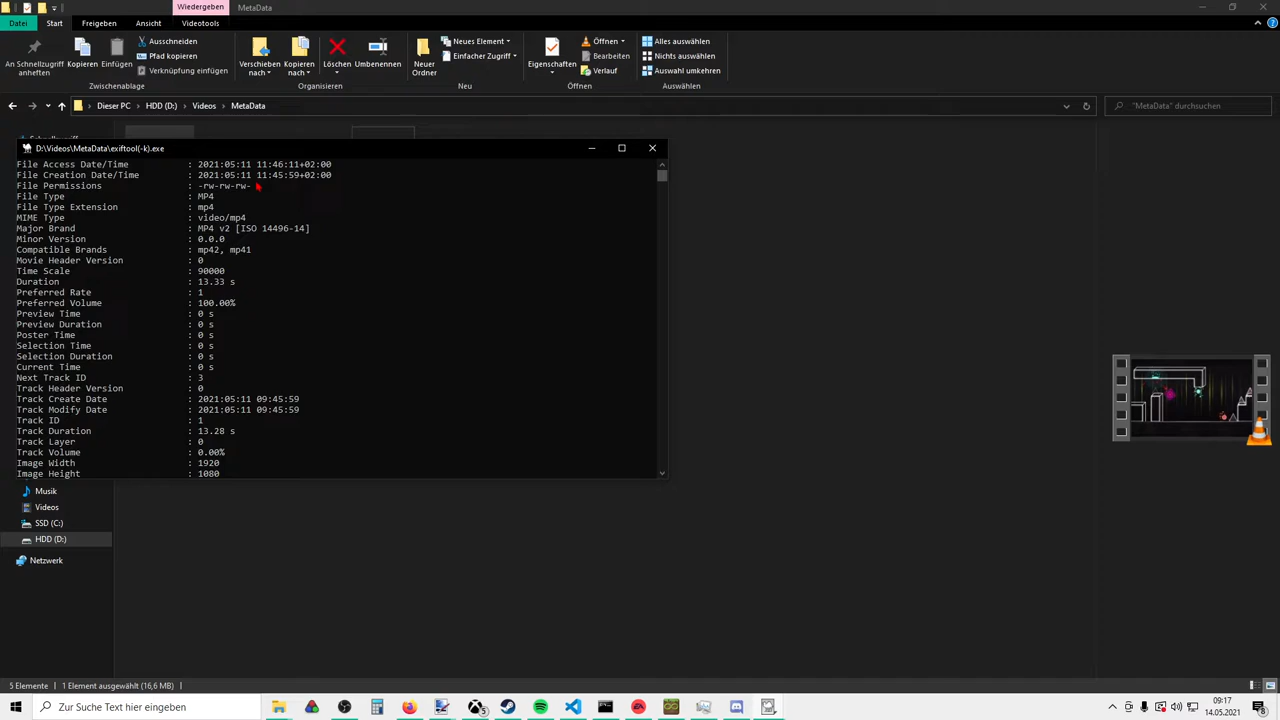 Wiedergeben
MetaData
Datei
Start
Freigeben
Ansicht
Videotools
An Schnellzugriff
anheften
Kopieren
Einfügen
Ausschneiden
Pfad kopieren
Verknüpfung einfügen
Zwischenablage
Verschieben
nach
Kopieren
nach
Löschen
Umbenennen
Organisieren
Neuer
Ordner
Neues Element
Einfacher Zugriff
Neu
Eigenschaften
Öffnen
Bearbeiten
Verlauf
Öffnen
Alles auswählen
Nichts auswählen
Auswahl umkehren
Auswählen
Dieser PC > HDD (D:) > Videos > MetaData
"MetaData" durchsuchen
D:\Videos\MetaData\exiftool(-k).exe
File Access Date/Time : 2021:05:11 11:46:11+02:00
File Creation Date/Time : 2021:05:11 11:45:59+02:00
File Permissions : -rw-rw-rw-
File Type : MP4
File Type Extension : mp4
MIME Type : video/mp4
Major Brand : MP4 v2 [ISO 14496-14]
Minor Version : 0.0.0
Compatible Brands : mp42, mp41
Movie Header Version : 0
Time Scale : 90000
Duration : 13.33 s
Preferred Rate : 1
Preferred Volume : 100.00%
Preview Time : 0 s
Preview Duration : 0 s
Poster Time : 0 s
Selection Time : 0 s
Selection Duration : 0 s
Current Time : 0 s
Next Track ID : 3
Track Header Version : 0
Track Create Date : 2021:05:11 09:45:59
Track Modify Date : 2021:05:11 09:45:59
Track ID : 1
Track Duration : 13.28 s
Track Layer : 0
Track Volume : 0.00%
Image Width : 1920
Image Height : 1080
Musik
Videos
SSD (C:)
HDD (D:)
Netzwerk
5 Elemente
1 Element ausgewählt (16,6 MB)
Zur Suche Text hier eingeben
09:17
14.05.2021